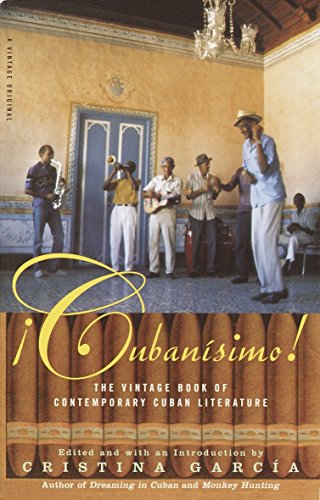 A VINTAGE ORIGINAL
¡Cubanísimo!
THE VINTAGE BOOK OF
CONTEMPORARY CUBAN LITERATURE
Edited and with an Introduction by
CRISTINA GARCÍA
Author of Dreaming in Cuban and Monkey Hunting